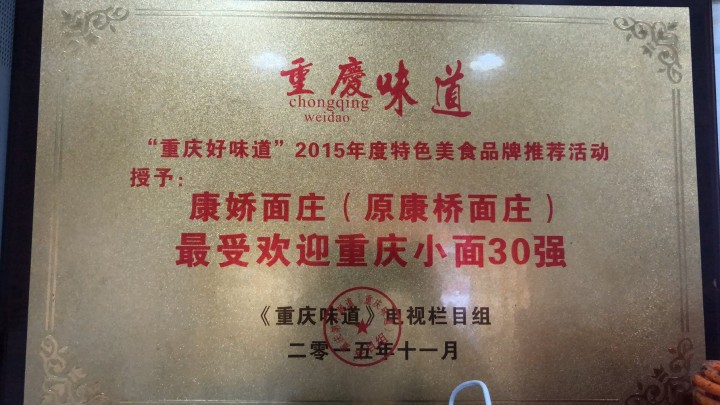 重慶味道
chongqing
weidao
“重庆好味道”2015年度特色美食品牌推荐活动
授予：
康娇面庄（原康桥面庄）
最受欢迎重庆小面30强
《重庆味道》电视栏目组
二零一五年十一月